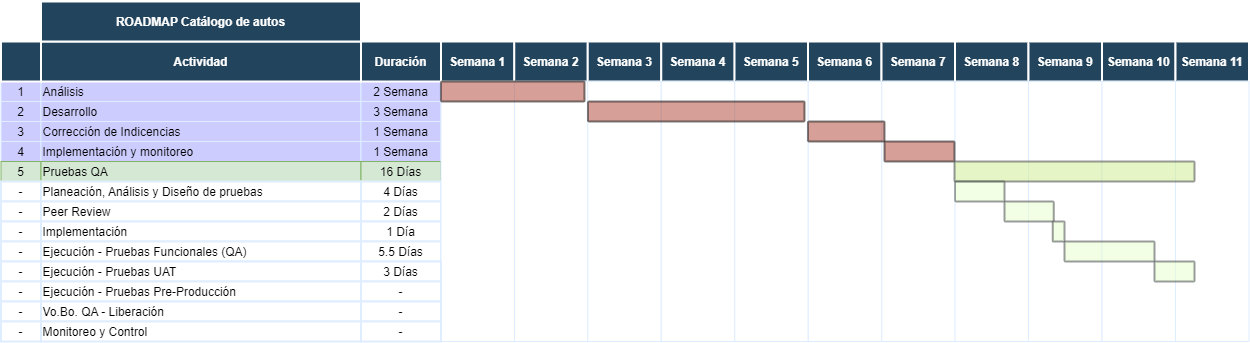 ROADMAP Catálogo de autos
Actividad Duración Semana 1 Semana 2 Semana 3 Semana 4 Semana 5 Semana 6 Semana 7 Semana 8 Semana 9 Semana 10 Semana 11
1 Análisis 2 Semana
2 Desarrollo 3 Semana
3 Corrección de Indicencias 1 Semana
4 Implementación y monitoreo 1 Semana
5 Pruebas QA 16 Días
- Planeación, Análisis y Diseño de pruebas 4 Días
- Peer Review 2 Días
- Implementación 1 Día
- Ejecución - Pruebas Funcionales (QA) 5.5 Días
- Ejecución - Pruebas UAT 3 Días
- Ejecución - Pruebas Pre-Producción -
- Vo.Bo. QA - Liberación -
- Monitoreo y Control -